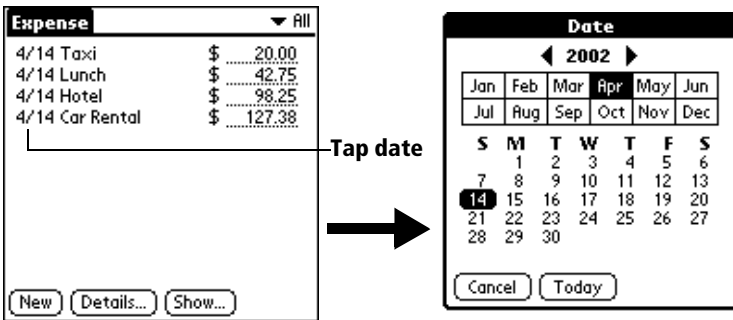 Expense
All
4/14 Taxi $ 20.00
4/14 Lunch $ 42.75
4/14 Hotel $ 98.25
4/14 Car Rental $ 127.38
New Details... Show...
Tap date
Date
2002
Jan Feb Mar Apr May Jun
Jul Aug Sep Oct Nov Dec
S M T W T F S
1 2 3 4 5 6
7 8 9 10 11 12 13
14 15 16 17 18 19 20
21 22 23 24 25 26 27
28 29 30
Cancel Today